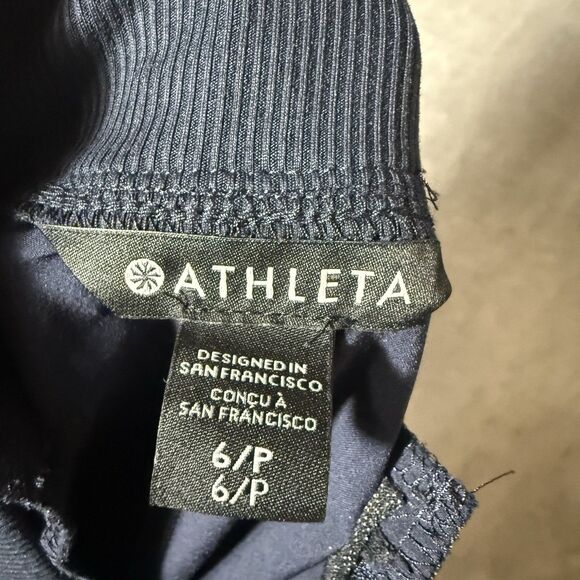 ATHLETA
DESIGNED IN
SAN FRANCISCO
CONÇU À
SAN FRANCISCO
6/P
6/P